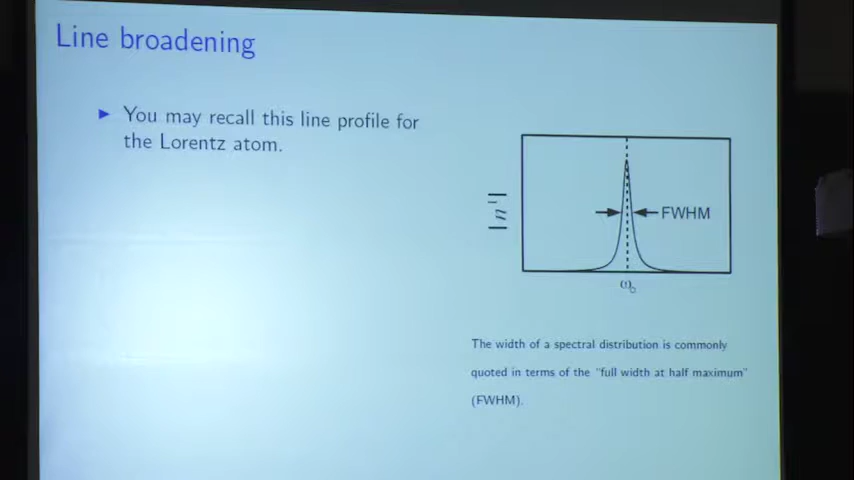 Line broadening
▶ You may recall this line profile for
the Lorentz atom.
FWHM
ω₀
The width of a spectral distribution is commonly
quoted in terms of the "full width at half maximum"
(FWHM).